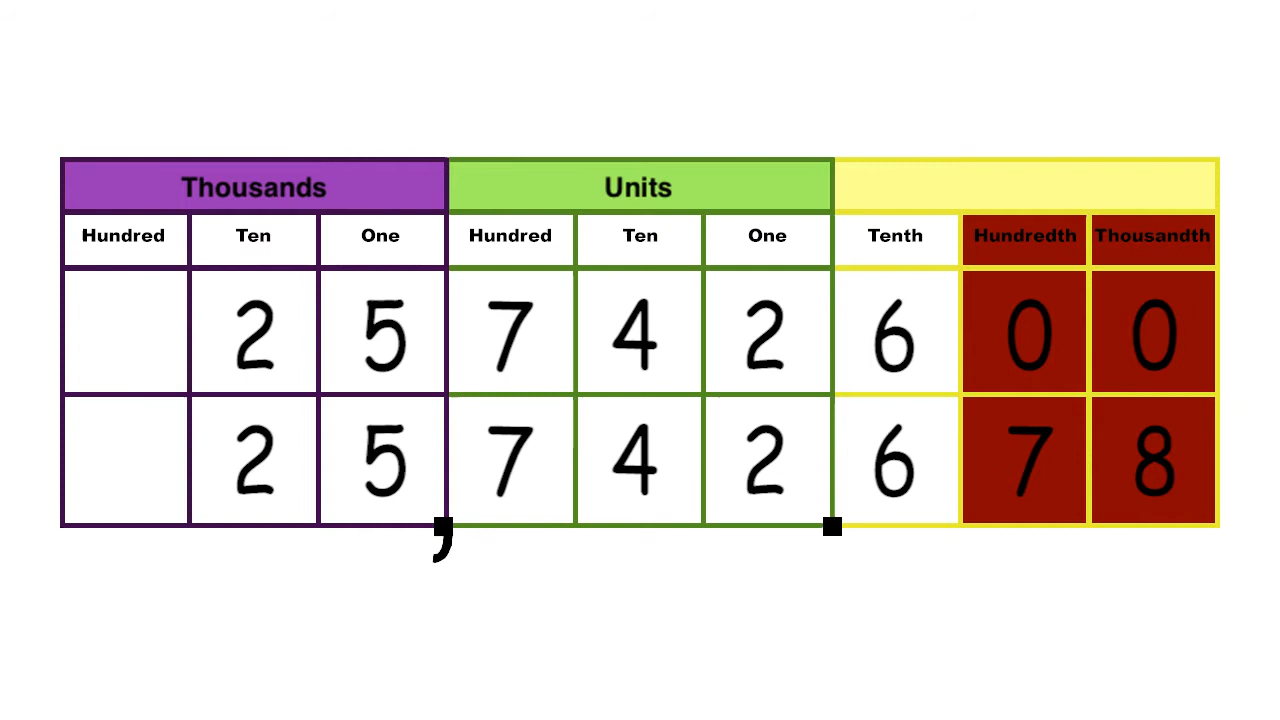 Thousands Units
Hundred Ten One Hundred Ten One Tenth Hundredth Thousandth
2 5 7 4 2 6 0 0
2 5 , 7 4 2 . 6 7 8